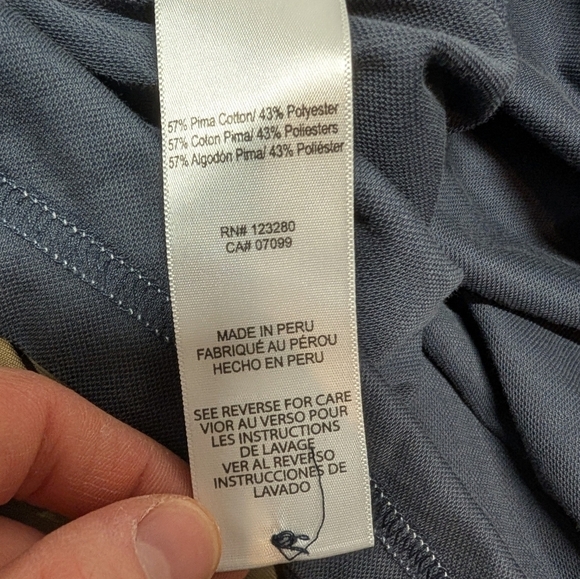 57% Pima Cotton/ 43% Polyester
57% Coton Pima/ 43% Poliesters
57% Algodón Pima/ 43% Poliéster
RN# 123280
CA# 07099
MADE IN PERU
FABRIQUÉ AU PÉROU
HECHO EN PERU
SEE REVERSE FOR CARE
VIOR AU VERSO POUR
LES INSTRUCTIONS
DE LAVAGE
VER AL REVERSO
INSTRUCCIONES DE
LAVADO